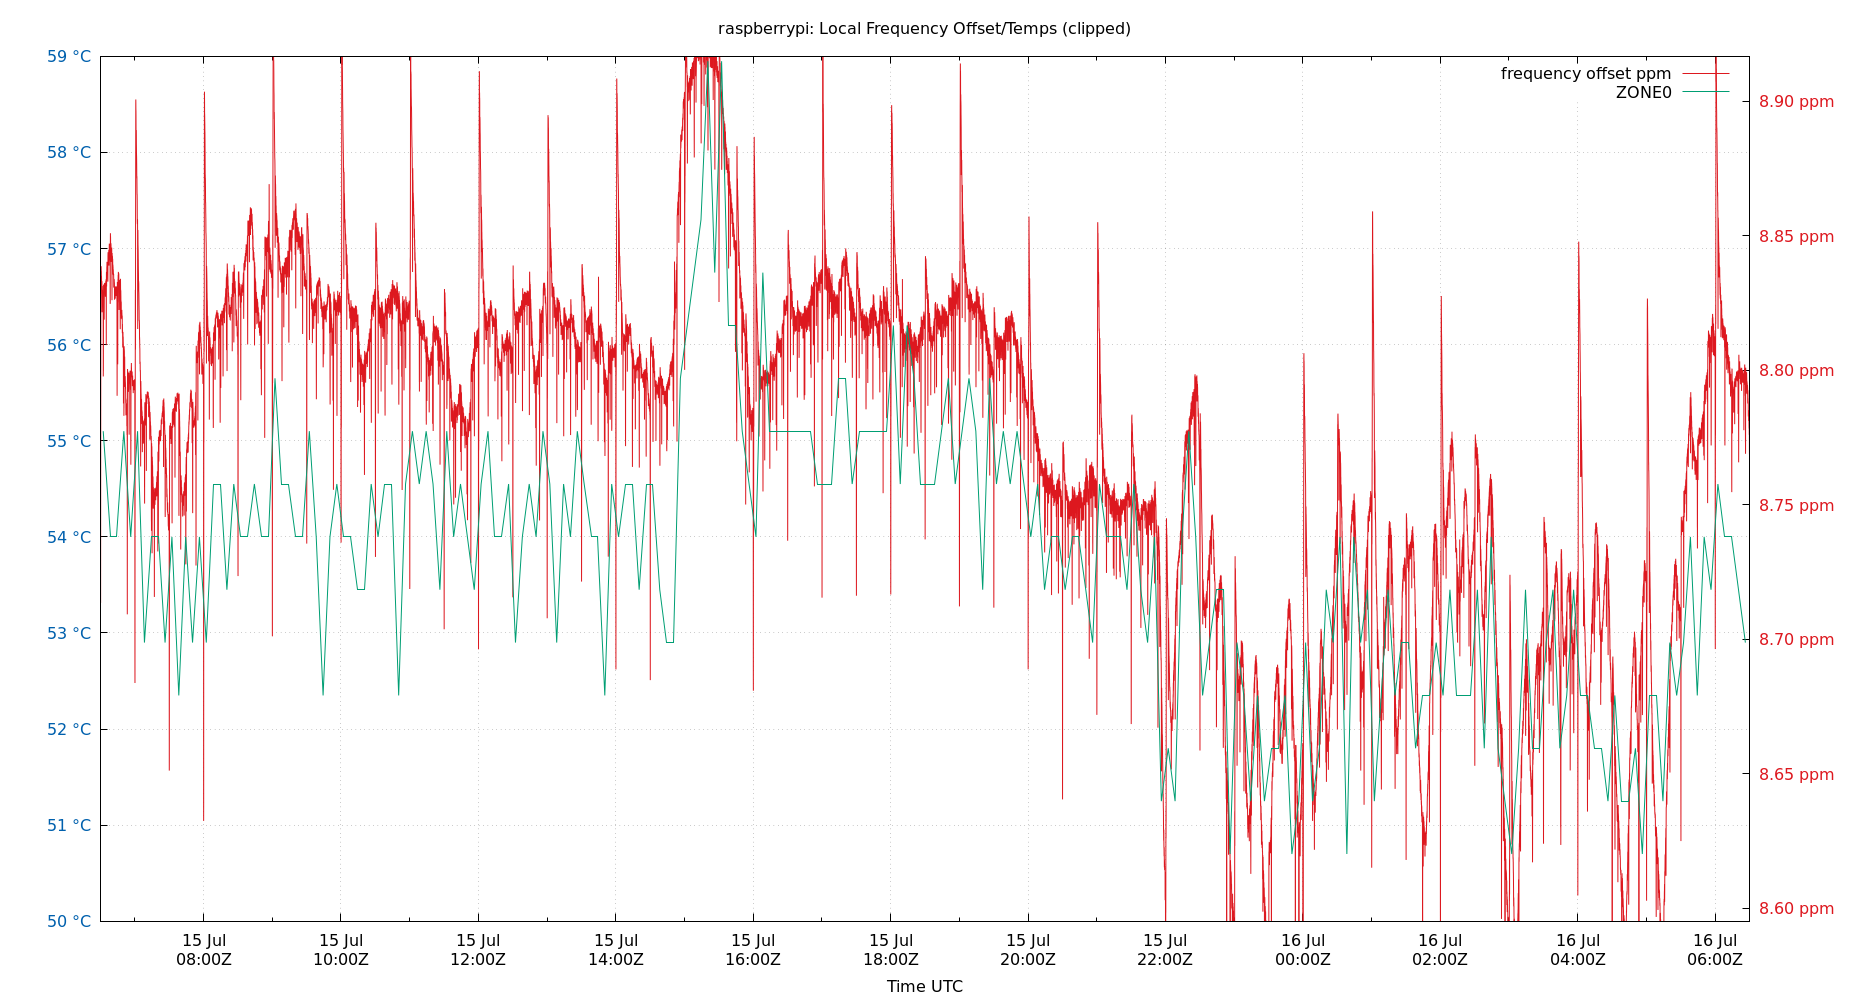 raspberrypi: Local Frequency Offset/Temps (clipped)
frequency offset ppm
ZONE0
59 °C
58 °C
57 °C
56 °C
55 °C
54 °C
53 °C
52 °C
51 °C
50 °C
8.90 ppm
8.85 ppm
8.80 ppm
8.75 ppm
8.70 ppm
8.65 ppm
8.60 ppm
15 Jul
08:00Z
15 Jul
10:00Z
15 Jul
12:00Z
15 Jul
14:00Z
15 Jul
16:00Z
15 Jul
18:00Z
15 Jul
20:00Z
15 Jul
22:00Z
16 Jul
00:00Z
16 Jul
02:00Z
16 Jul
04:00Z
16 Jul
06:00Z
Time UTC